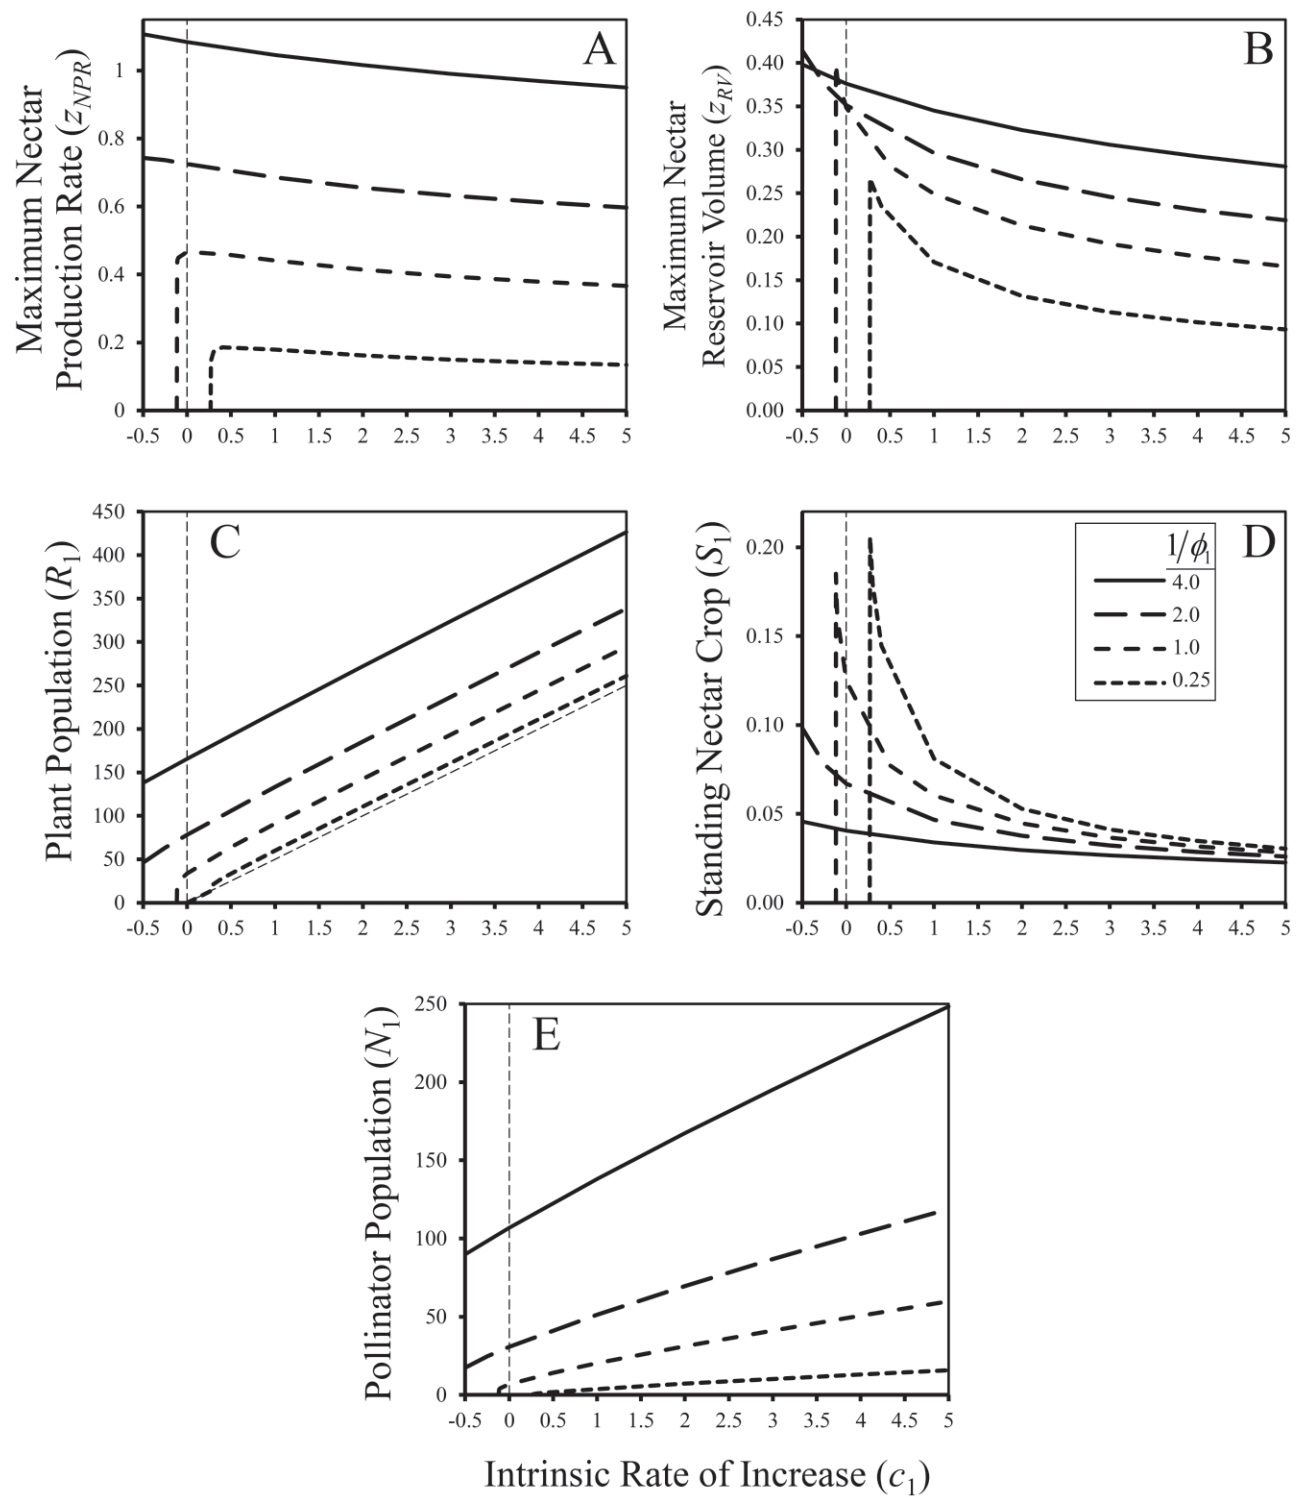 A
Maximum Nectar
Production Rate (z_NPR)
1
0.8
0.6
0.4
0.2
0
-0.5 0 0.5 1 1.5 2 2.5 3 3.5 4 4.5 5
B
Maximum Nectar
Reservoir Volume (z_RV)
0.45
0.40
0.35
0.30
0.25
0.20
0.15
0.10
0.05
0.00
-0.5 0 0.5 1 1.5 2 2.5 3 3.5 4 4.5 5
C
Plant Population (R_1)
450
400
350
300
250
200
150
100
50
0
-0.5 0 0.5 1 1.5 2 2.5 3 3.5 4 4.5 5
D
Standing Nectar Crop (S_1)
0.20
0.15
0.10
0.05
0.00
1/ϕ_1
4.0
2.0
1.0
0.25
-0.5 0 0.5 1 1.5 2 2.5 3 3.5 4 4.5 5
E
Pollinator Population (N_1)
250
200
150
100
50
0
-0.5 0 0.5 1 1.5 2 2.5 3 3.5 4 4.5 5
Intrinsic Rate of Increase (c_1)